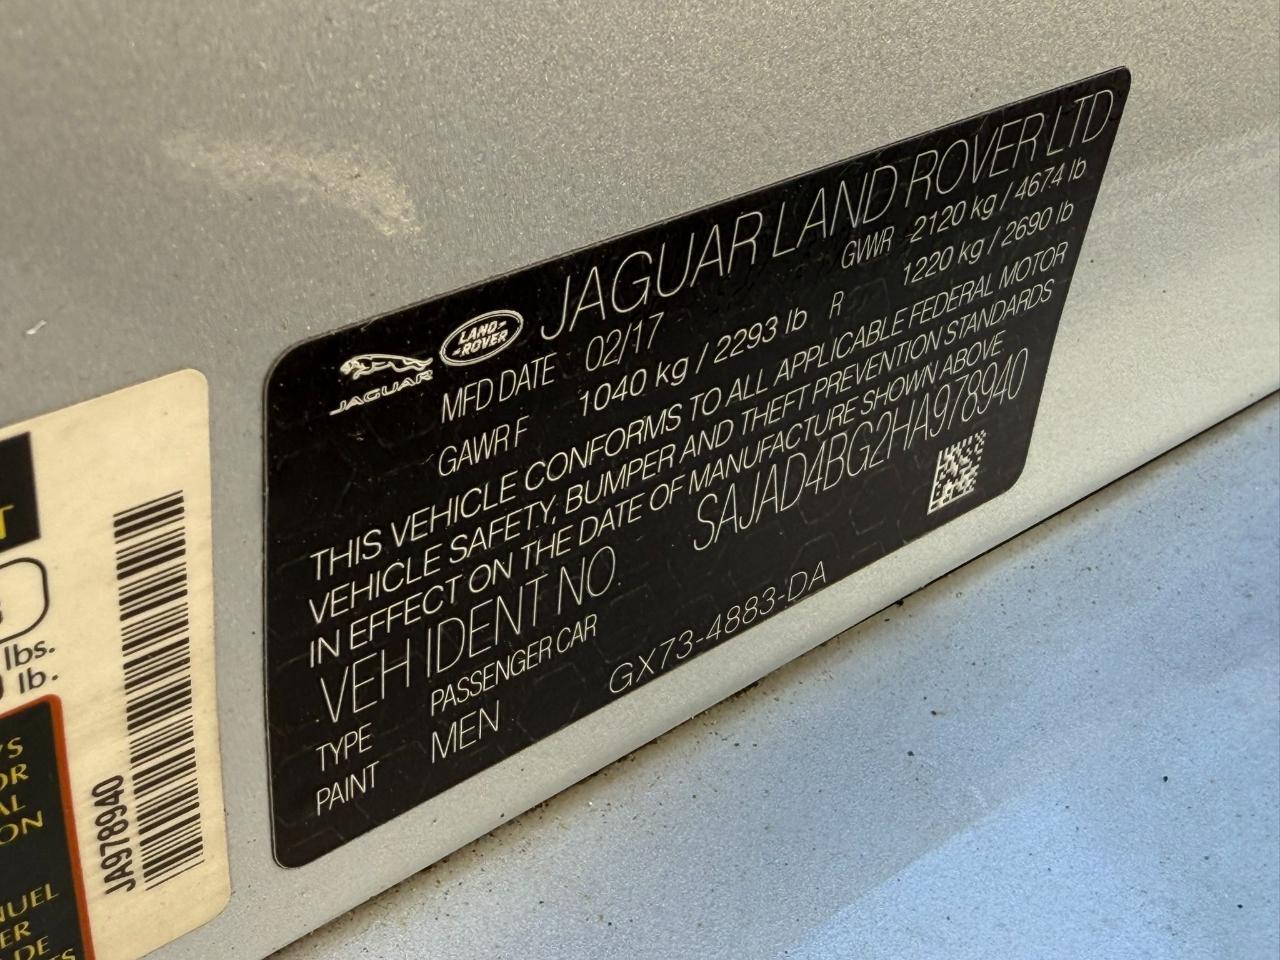 JAGUAR
LAND-
-ROVER
JAGUAR LAND ROVER LTD
MFD DATE 02/17 GVWR 2120 kg / 4674 lb
GAWR F 1040 kg / 2293 lb R 1220 kg / 2690 lb
THIS VEHICLE CONFORMS TO ALL APPLICABLE FEDERAL MOTOR
VEHICLE SAFETY, BUMPER AND THEFT PREVENTION STANDARDS
IN EFFECT ON THE DATE OF MANUFACTURE SHOWN ABOVE
VEH IDENT NO. SAJAD4BG2HA978940
TYPE PASSENGER CAR
PAINT MEN GX73-4883-DA
JA978940
lbs.
lb.